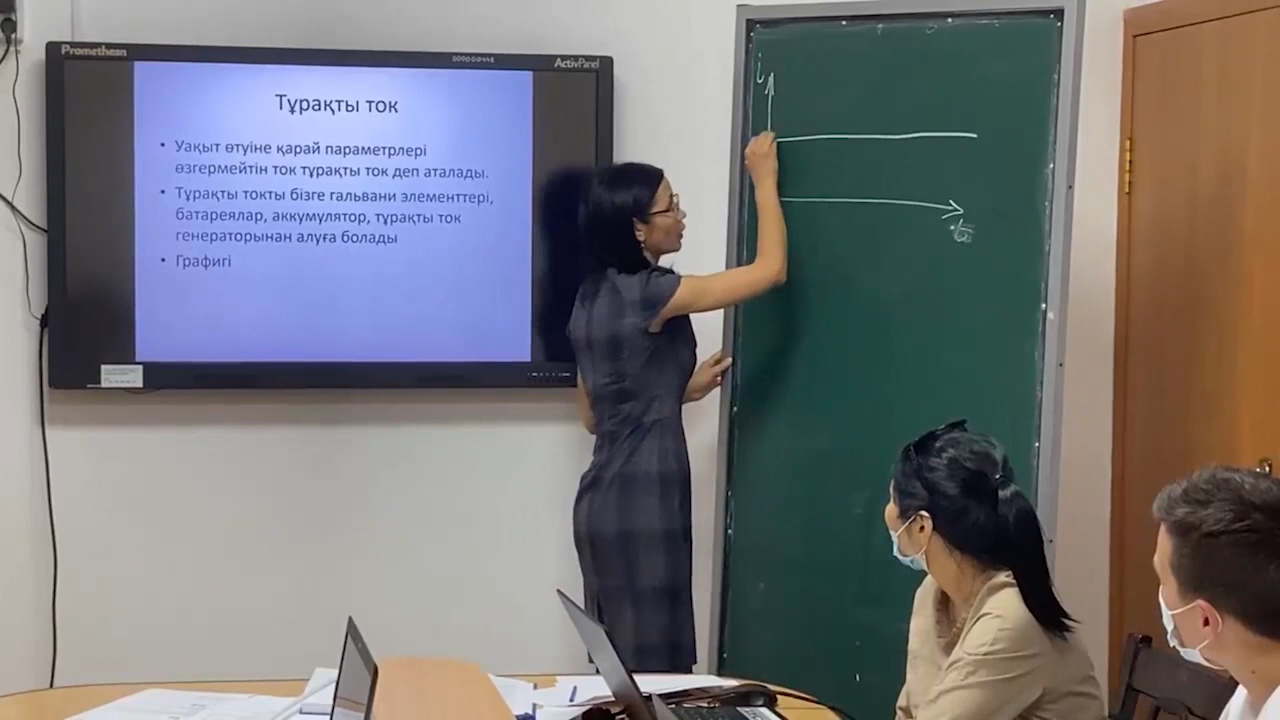 Promethean
ActivPanel
Тұрақты ток
• Уақыт өтуіне қарай параметрлері
өзгермейтін ток тұрақты ток деп аталады.
• Тұрақты токты бізге гальвани элементтері,
батареялар, аккумулятор, тұрақты ток
генераторынан алуға болады
• Графигі
i